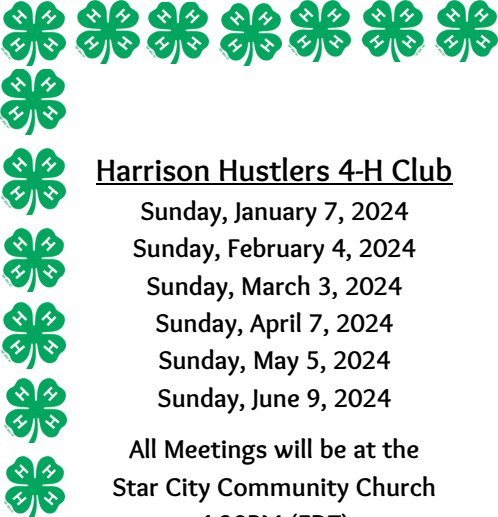 Harrison Hustlers 4-H Club
Sunday, January 7, 2024
Sunday, February 4, 2024
Sunday, March 3, 2024
Sunday, April 7, 2024
Sunday, May 5, 2024
Sunday, June 9, 2024
All Meetings will be at the
Star City Community Church